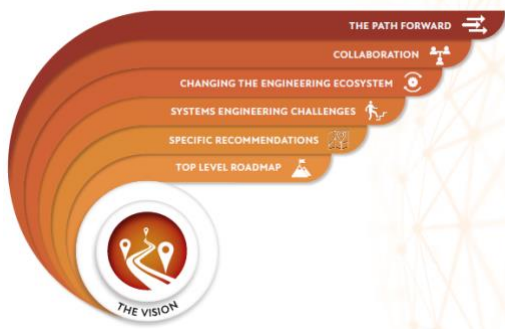 THE PATH FORWARD
COLLABORATION
CHANGING THE ENGINEERING ECOSYSTEM
SYSTEMS ENGINEERING CHALLENGES
SPECIFIC RECOMMENDATIONS
TOP LEVEL ROADMAP
THE VISION